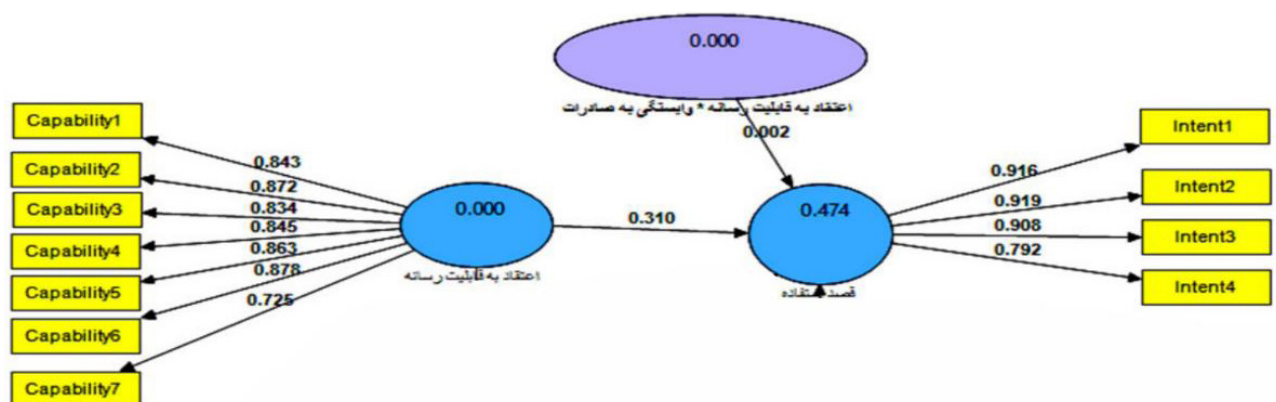 0.000
اعتقاد به قابلیت رسانه * وابستگی به صادرات
0.002
Capability1
Capability2
Capability3
Capability4
Capability5
Capability6
Capability7
0.843
0.872
0.834
0.845
0.863
0.878
0.725
0.000
اعتقاد به قابلیت رسانه
0.310
0.474
قصد استفاده
0.916
0.919
0.908
0.792
Intent1
Intent2
Intent3
Intent4